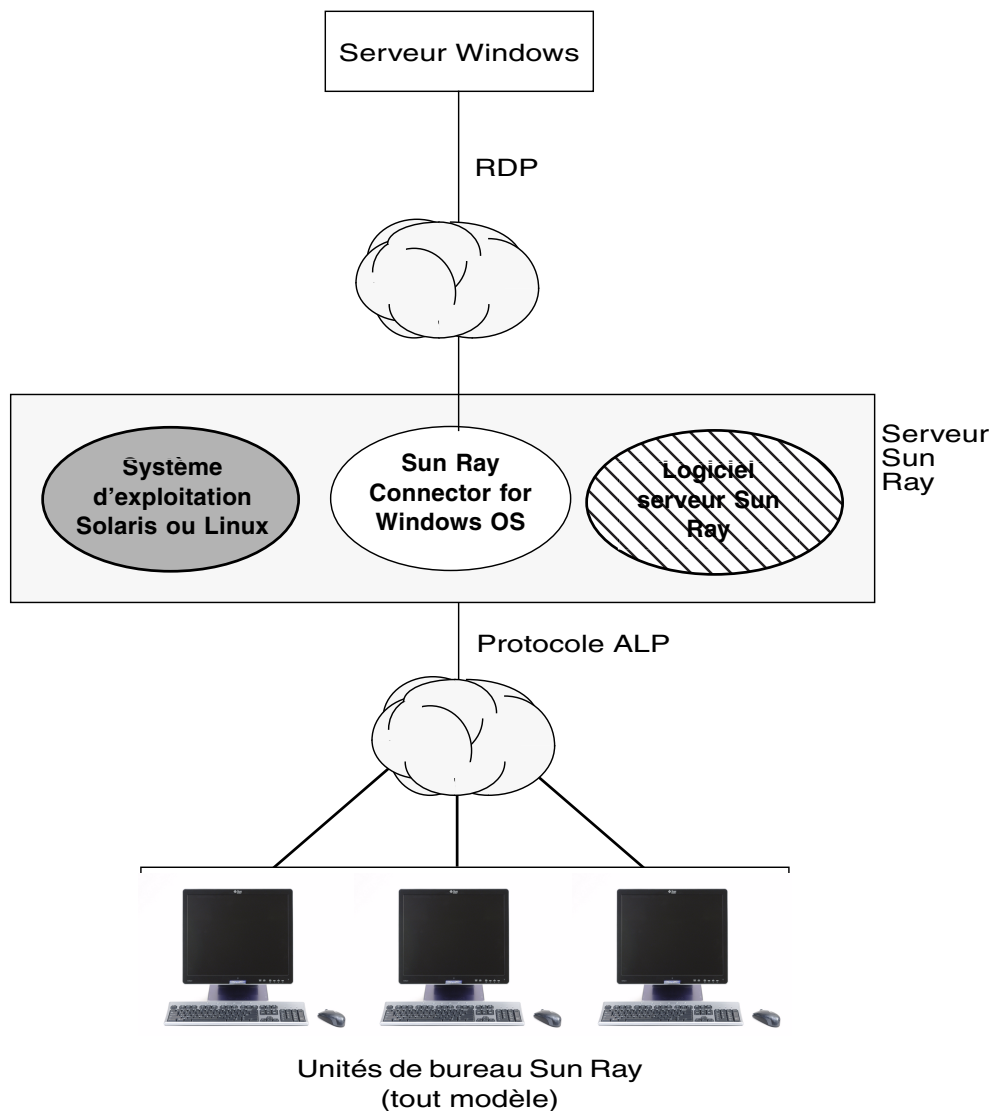 Serveur Windows
RDP
Système
d'exploitation
Solaris ou Linux
Sun Ray
Connector for
Windows OS
Logiciel
serveur Sun
Ray
Serveur
Sun
Ray
Protocole ALP
Unités de bureau Sun Ray
(tout modèle)